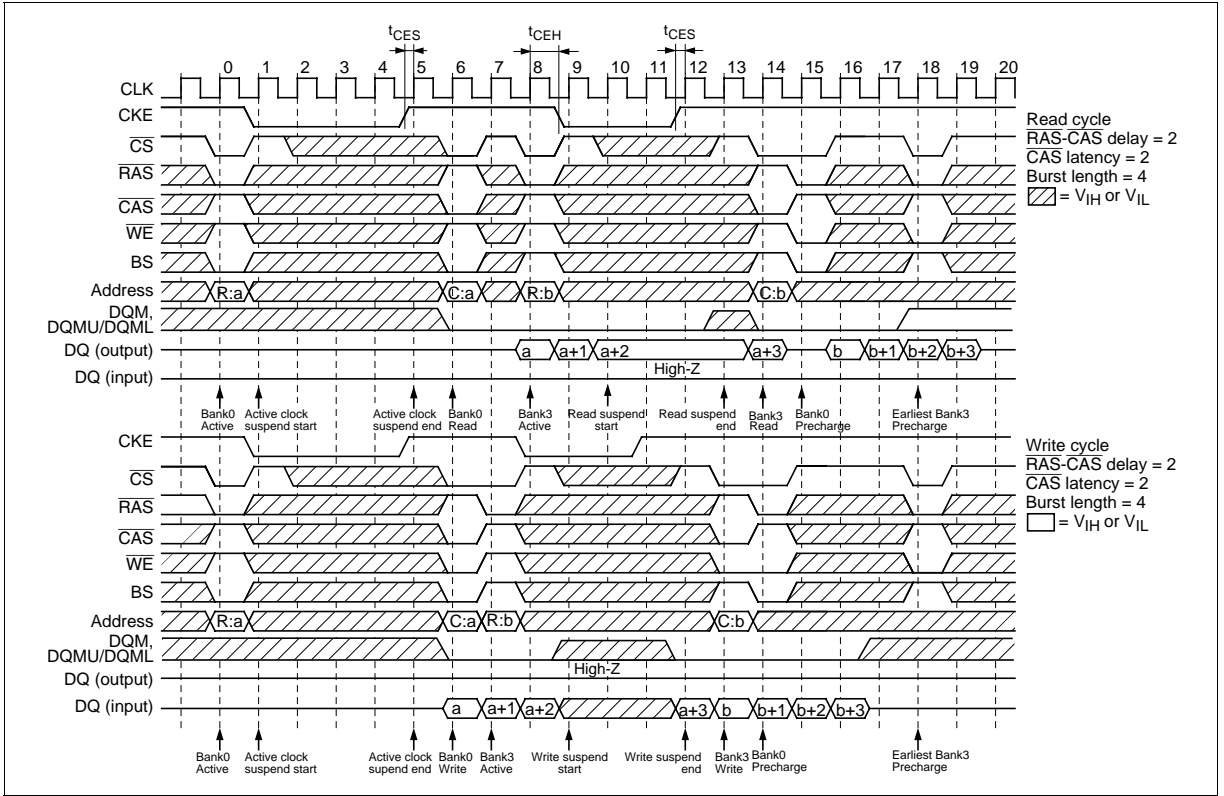 tCES tCEH tCES
0 1 2 3 4 5 6 7 8 9 10 11 12 13 14 15 16 17 18 19 20
CLK
CKE
CS
RAS
CAS
WE
BS
Address R:a C:a R:b C:b
DQM,
DQMU/DQML
DQ (output) a a+1 a+2 a+3 b b+1 b+2 b+3
High-Z
DQ (input)
Bank0 Active
Active clock suspend start
Active clock suspend end
Bank0 Read
Bank3 Active
Read suspend start
Read suspend end
Bank3 Read
Bank0 Precharge
Earliest Bank3 Precharge
Read cycle
RAS-CAS delay = 2
CAS latency = 2
Burst length = 4
= VIH or VIL
CKE
CS
RAS
CAS
WE
BS
Address R:a C:a R:b C:b
DQM,
DQMU/DQML
High-Z
DQ (output)
DQ (input) a a+1 a+2 a+3 b b+1 b+2 b+3
Bank0 Active
Active clock suspend start
Active clock supend end
Bank0 Write
Bank3 Active
Write suspend start
Write suspend end
Bank3 Write
Bank0 Precharge
Earliest Bank3 Precharge
Write cycle
RAS-CAS delay = 2
CAS latency = 2
Burst length = 4
= VIH or VIL